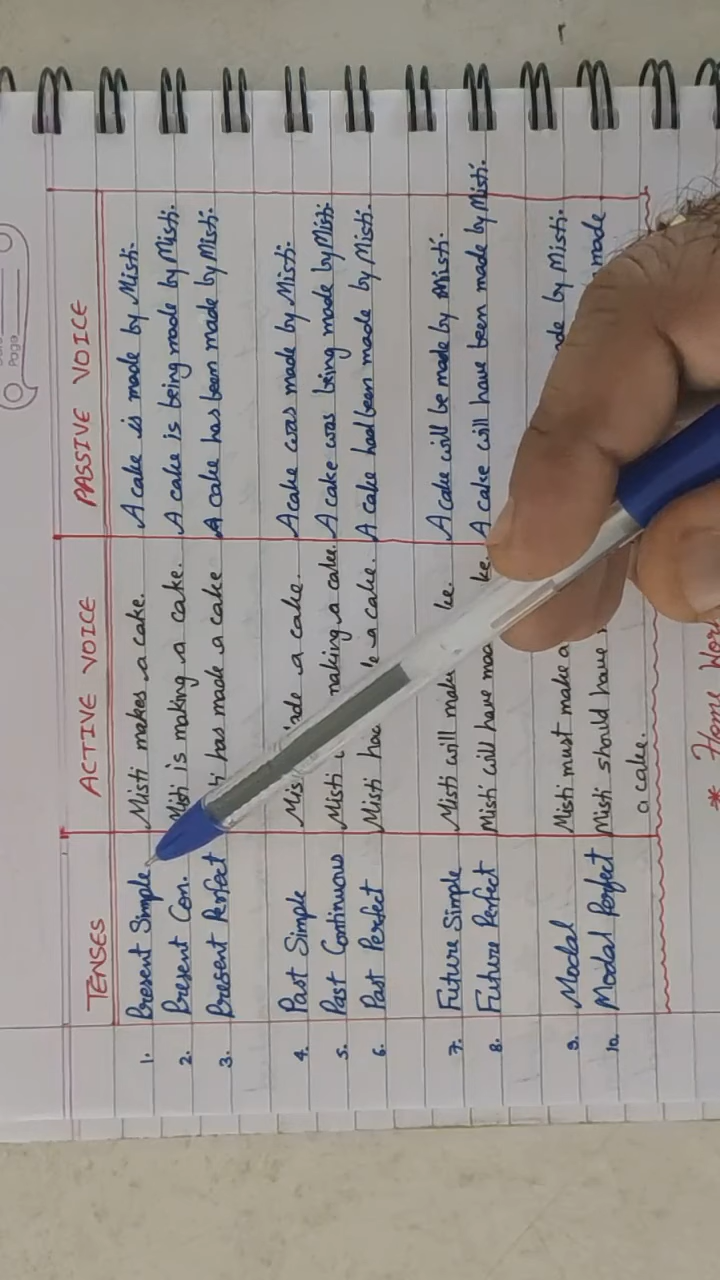 Page
TENSES ACTIVE VOICE PASSIVE VOICE
1. Present Simple Misti makes a cake. A cake is made by Misti.
2. Present Con. Misti is making a cake. A cake is being made by Misti.
3. Present Perfect has made a cake A cake has been made by Misti.
4. Past Simple a cake. A cake was made by Misti.
5. Past Continuous Misti making a cake. A cake was being made by Misti
6. Past Perfect Misti a cake. A cake had been made by Misti.
7. Future Simple Misti will A cake will be made by Misti.
8. Future Perfect Misti will have A cake will have been made by Misti.
9. Modal Misti must make a by Misti.
10. Modal Perfect Misti should have made
a cake.
* Home